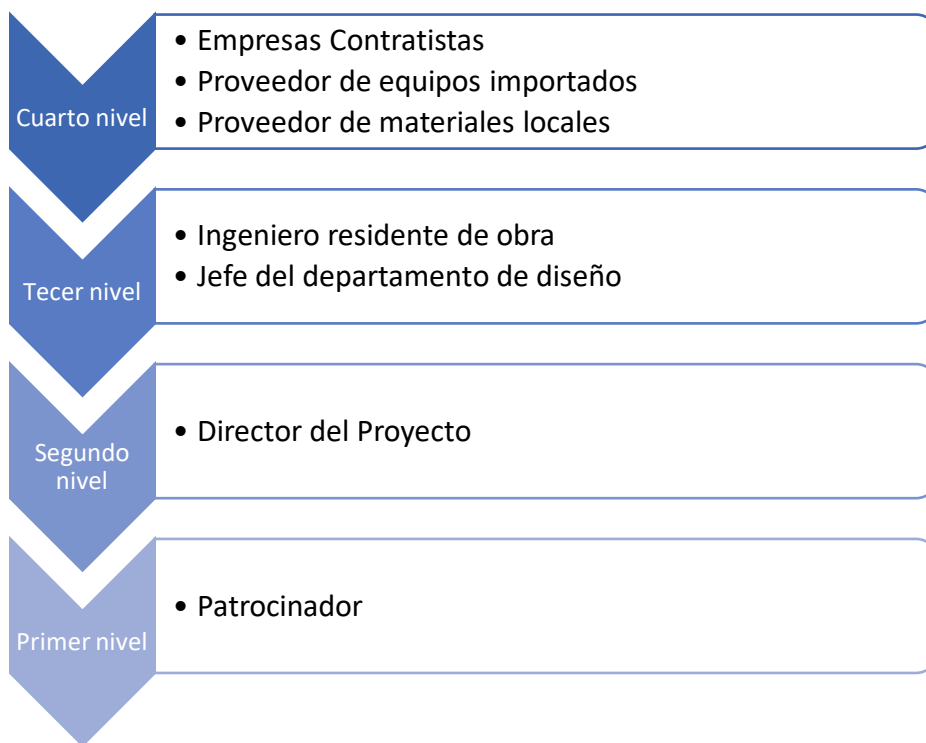 Cuarto nivel
• Empresas Contratistas
• Proveedor de equipos importados
• Proveedor de materiales locales
Tecer nivel
• Ingeniero residente de obra
• Jefe del departamento de diseño
Segundo
nivel
• Director del Proyecto
Primer nivel
• Patrocinador